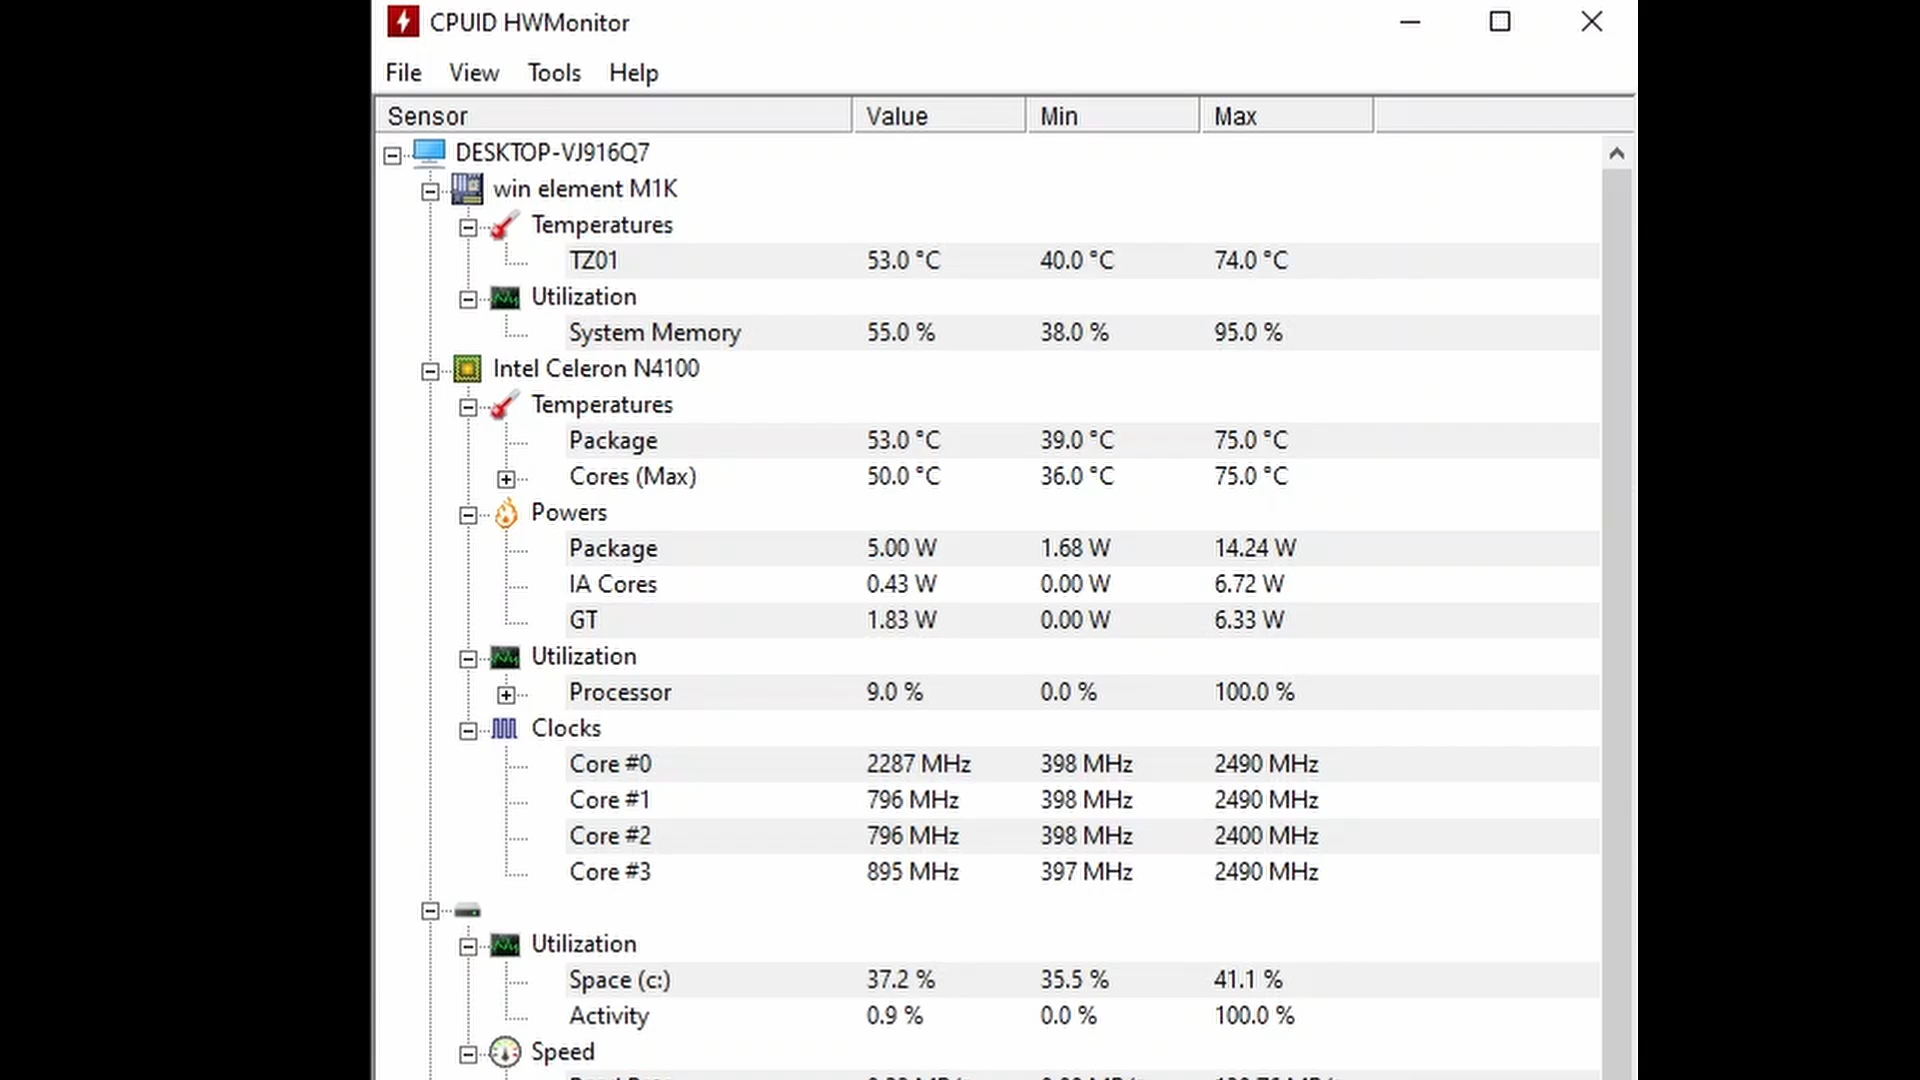 CPUID HWMonitor
File View Tools Help
Sensor Value Min Max
DESKTOP-VJ916Q7
win element M1K
Temperatures
TZ01 53.0 °C 40.0 °C 74.0 °C
Utilization
System Memory 55.0 % 38.0 % 95.0 %
Intel Celeron N4100
Temperatures
Package 53.0 °C 39.0 °C 75.0 °C
Cores (Max) 50.0 °C 36.0 °C 75.0 °C
Powers
Package 5.00 W 1.68 W 14.24 W
IA Cores 0.43 W 0.00 W 6.72 W
GT 1.83 W 0.00 W 6.33 W
Utilization
Processor 9.0 % 0.0 % 100.0 %
Clocks
Core #0 2287 MHz 398 MHz 2490 MHz
Core #1 796 MHz 398 MHz 2490 MHz
Core #2 796 MHz 398 MHz 2400 MHz
Core #3 895 MHz 397 MHz 2490 MHz
Utilization
Space (c:) 37.2 % 35.5 % 41.1 %
Activity 0.9 % 0.0 % 100.0 %
Speed